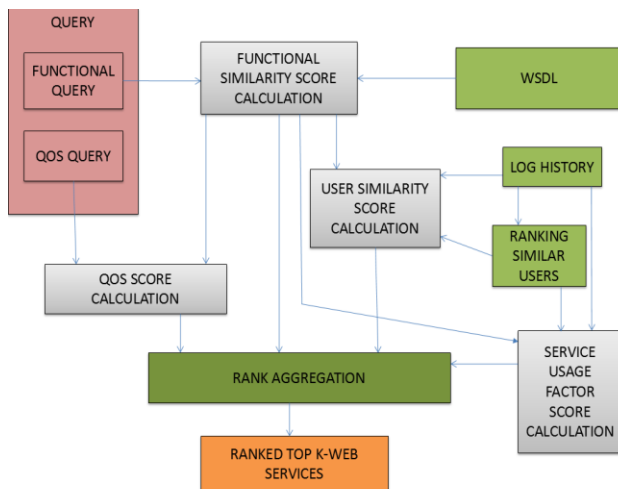 QUERY
FUNCTIONAL
QUERY
QOS QUERY
FUNCTIONAL
SIMILARITY SCORE
CALCULATION
WSDL
LOG HISTORY
USER SIMILARITY
SCORE
CALCULATION
RANKING
SIMILAR
USERS
QOS SCORE
CALCULATION
RANK AGGREGATION
SERVICE
USAGE
FACTOR
SCORE
CALCULATION
RANKED TOP K-WEB
SERVICES